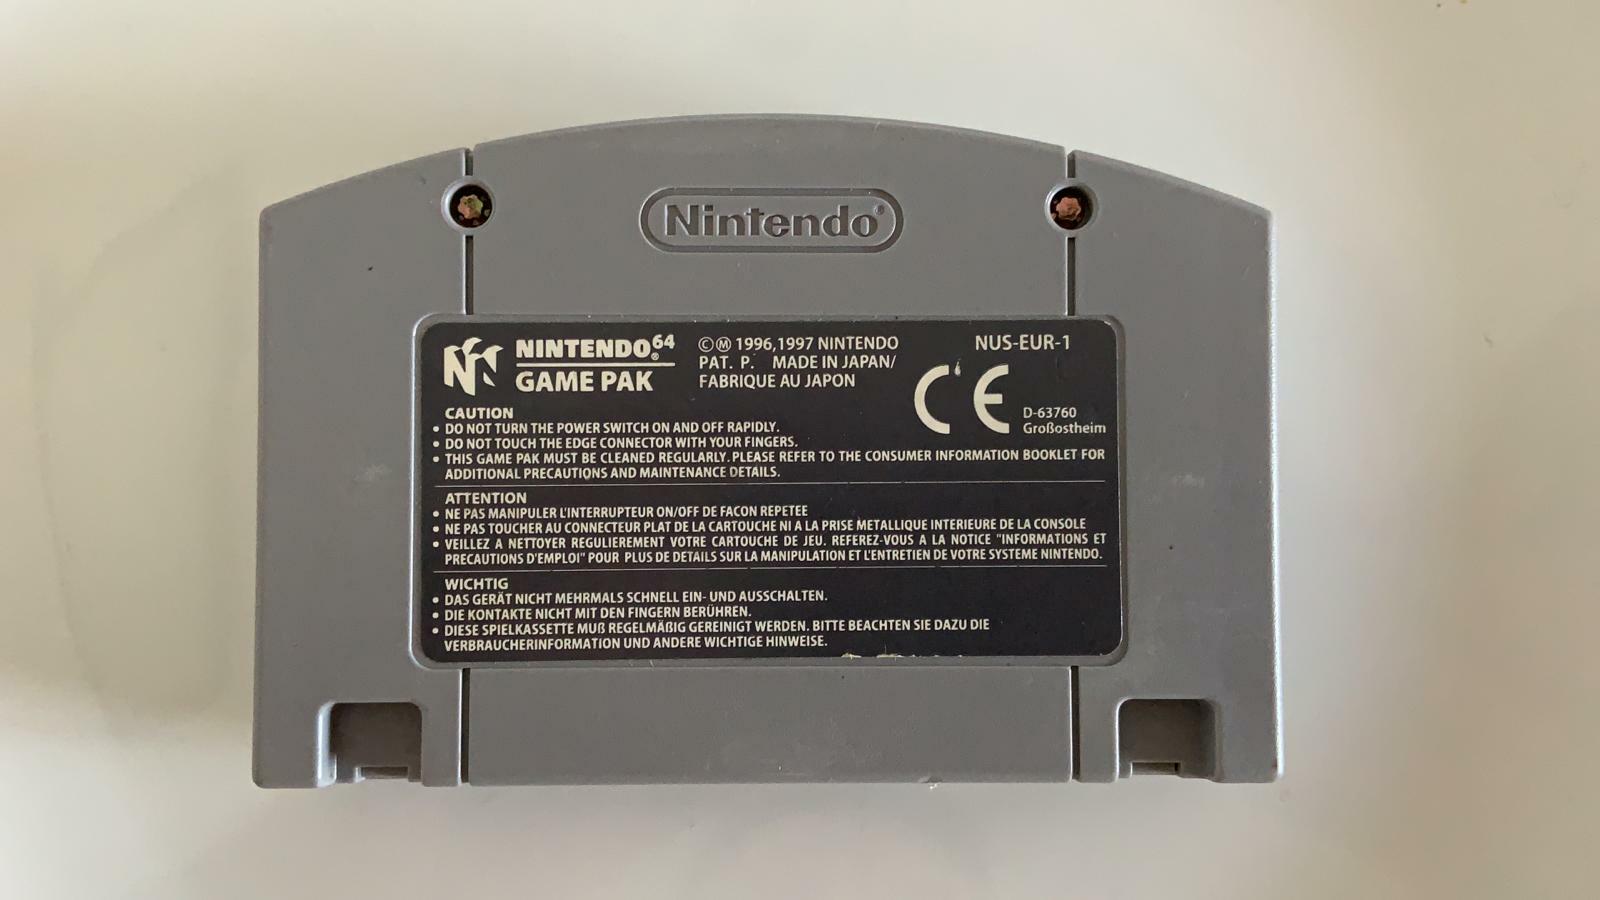 Nintendo®
NINTENDO®64
GAME PAK
©Ⓜ 1996,1997 NINTENDO
PAT. P. MADE IN JAPAN/
FABRIQUE AU JAPON
NUS-EUR-1
CE
D-63760
Großostheim
CAUTION
• DO NOT TURN THE POWER SWITCH ON AND OFF RAPIDLY.
• DO NOT TOUCH THE EDGE CONNECTOR WITH YOUR FINGERS.
• THIS GAME PAK MUST BE CLEANED REGULARLY. PLEASE REFER TO THE CONSUMER INFORMATION BOOKLET FOR
ADDITIONAL PRECAUTIONS AND MAINTENANCE DETAILS.
ATTENTION
• NE PAS MANIPULER L'INTERRUPTEUR ON/OFF DE FACON REPETEE
• NE PAS TOUCHER AU CONNECTEUR PLAT DE LA CARTOUCHE NI A LA PRISE METALLIQUE INTERIEURE DE LA CONSOLE
• VEILLEZ A NETTOYER REGULIEREMENT VOTRE CARTOUCHE DE JEU. REFEREZ-VOUS A LA NOTICE "INFORMATIONS ET
PRECAUTIONS D'EMPLOI" POUR PLUS DE DETAILS SUR LA MANIPULATION ET L'ENTRETIEN DE VOTRE SYSTEME NINTENDO.
WICHTIG
• DAS GERÄT NICHT MEHRMALS SCHNELL EIN- UND AUSSCHALTEN.
• DIE KONTAKTE NICHT MIT DEN FINGERN BERÜHREN.
• DIESE SPIELKASSETTE MUß REGELMÄßIG GEREINIGT WERDEN. BITTE BEACHTEN SIE DAZU DIE
VERBRAUCHERINFORMATION UND ANDERE WICHTIGE HINWEISE.